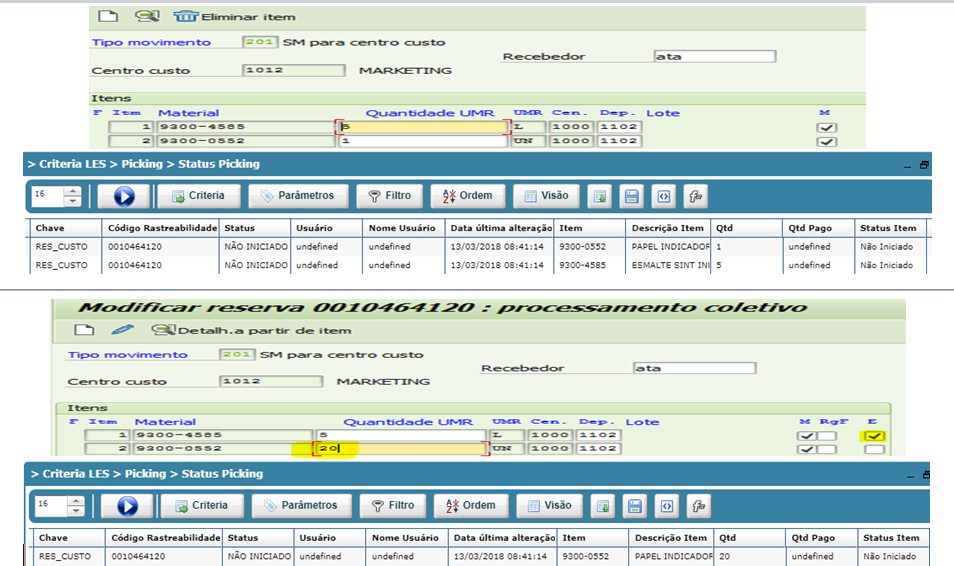 Eliminar item
Tipo movimento 201 SM para centro custo
Recebedor ata
Centro custo 1012 MARKETING
Itens
F Itm Material Quantidade UMR UMR Cen. Dep. Lote M
1 9300-4585 5 L 1000 1102
2 9300-0552 1 UN 1000 1102
> Criteria LES > Picking > Status Picking
16 Criteria Parâmetros Filtro Ordem Visão
Chave Código Rastreabilidade Status Usuário Nome Usuário Data última alteração Item Descrição Item Qtd Qtd Pago Status Item
RES_CUSTO 0010464120 NÃO INICIADO undefined undefined 13/03/2018 08:41:14 9300-0552 PAPEL INDICADOR 1 undefined Não Iniciado
RES_CUSTO 0010464120 NÃO INICIADO undefined undefined 13/03/2018 08:41:14 9300-4585 ESMALTE SINT INI 5 undefined Não Iniciado
Modificar reserva 0010464120 : processamento coletivo
Detalh.a partir de item
Tipo movimento 201 SM para centro custo
Recebedor ata
Centro custo 1012 MARKETING
Itens
F Itm Material Quantidade UMR UMR Cen. Dep. Lote M RgF E
1 9300-4585 5 L 1000 1102
2 9300-0552 20 UN 1000 1102
> Criteria LES > Picking > Status Picking
16 Criteria Parâmetros Filtro Ordem Visão
Chave Código Rastreabilidade Status Usuário Nome Usuário Data última alteração Item Descrição Item Qtd Qtd Pago Status Item
RES_CUSTO 0010464120 NÃO INICIADO undefined undefined 13/03/2018 08:41:14 9300-0552 PAPEL INDICADOR 20 undefined Não Iniciado